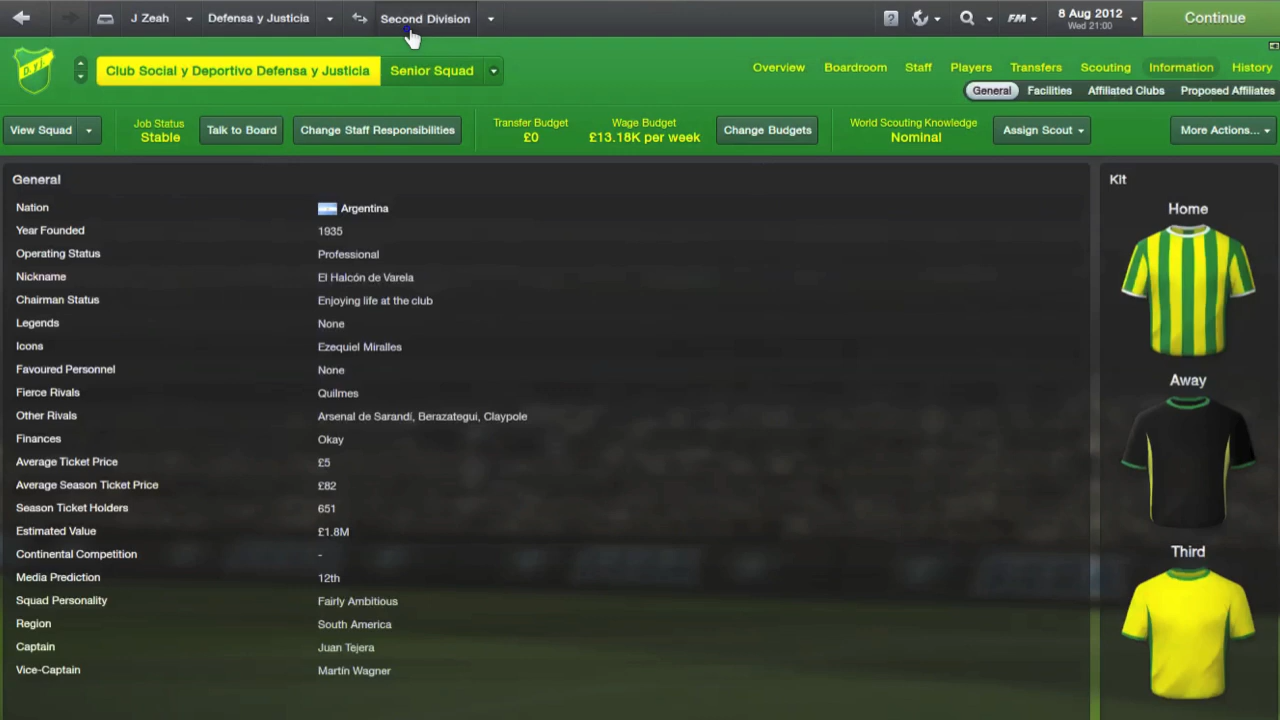 J Zeah Defensa y Justicia Second Division ? FM 8 Aug 2012 Wed 21:00 Continue
D.y J. Club Social y Deportivo Defensa y Justicia Senior Squad Overview Boardroom Staff Players Transfers Scouting Information History
General Facilities Affiliated Clubs Proposed Affiliates
View Squad Job Status Stable Talk to Board Change Staff Responsibilities Transfer Budget £0 Wage Budget £13.18K per week Change Budgets World Scouting Knowledge Nominal Assign Scout More Actions...
General Kit
Nation Argentina Home
Year Founded 1935
Operating Status Professional
Nickname El Halcón de Varela
Chairman Status Enjoying life at the club
Legends None
Icons Ezequiel Miralles
Favoured Personnel None Away
Fierce Rivals Quilmes
Other Rivals Arsenal de Sarandí, Berazategui, Claypole
Finances Okay
Average Ticket Price £5
Average Season Ticket Price £82
Season Ticket Holders 651
Estimated Value £1.8M
Continental Competition - Third
Media Prediction 12th
Squad Personality Fairly Ambitious
Region South America
Captain Juan Tejera
Vice-Captain Martín Wagner